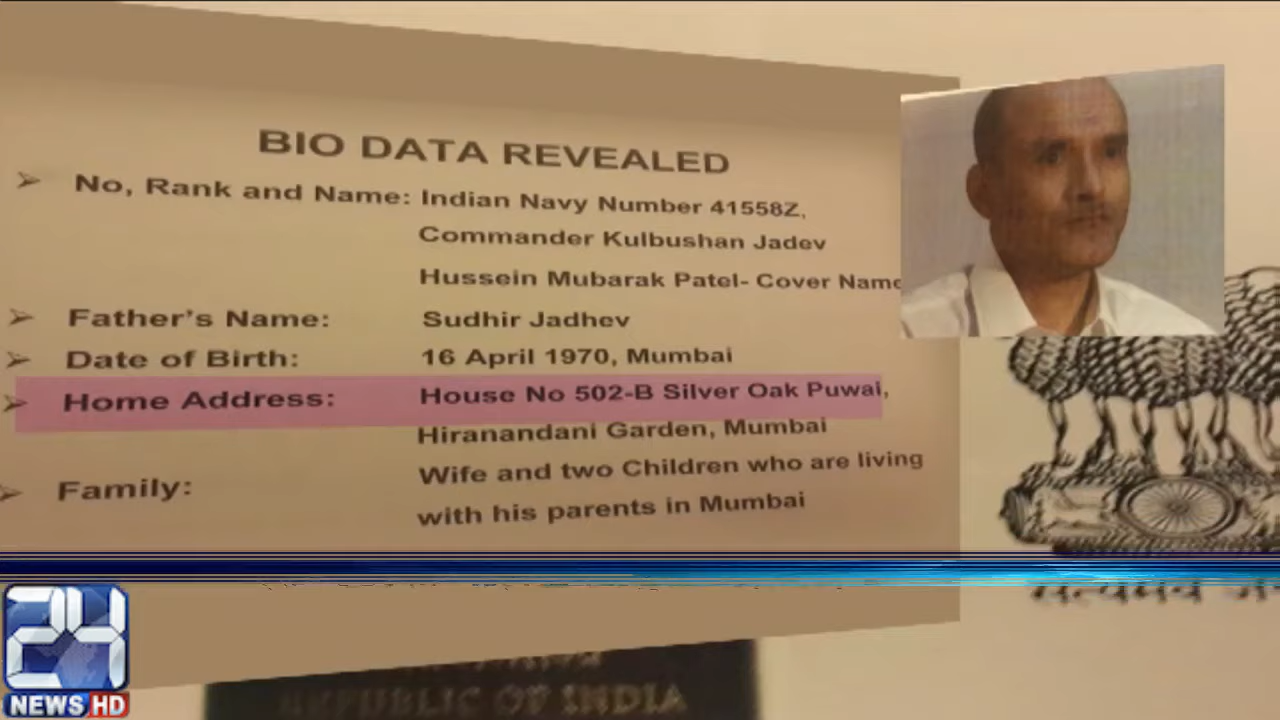 BIO DATA REVEALED
➢ No, Rank and Name: Indian Navy Number 41558Z,
Commander Kulbushan Jadev
Hussein Mubarak Patel- Cover Name
➢ Father's Name: Sudhir Jadhev
➢ Date of Birth: 16 April 1970, Mumbai
➢ Home Address: House No 502-B Silver Oak Puwai,
Hiranandani Garden, Mumbai
➢ Family: Wife and two Children who are living
with his parents in Mumbai
REPUBLIC OF INDIA
24
NEWS HD